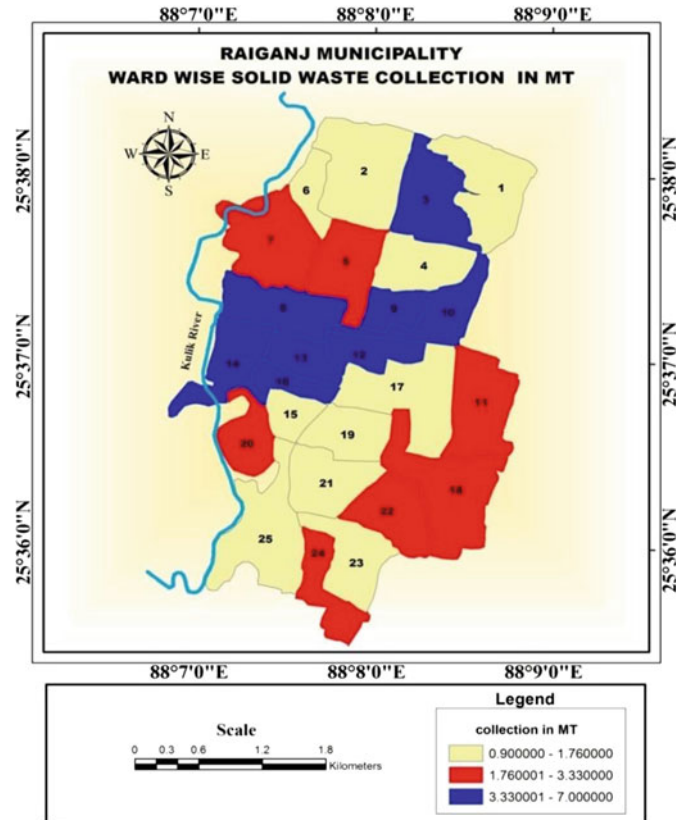 88°7'0"E 88°8'0"E 88°9'0"E
RAIGANJ MUNICIPALITY
WARD WISE SOLID WASTE COLLECTION IN MT
N
W E
S
25°38'0"N 25°38'0"N
2
1
6
3
7
5
4
8
9
10
Kulik River
25°37'0"N 25°37'0"N
14
13
12
16
17
11
15
19
20
21
18
22
25°36'0"N 25°36'0"N
25
24
23
88°7'0"E 88°8'0"E 88°9'0"E
Legend
Scale
collection in MT
0 0.3 0.6 1.2 1.8
Kilometers
0.900000 - 1.760000
1.760001 - 3.330000
3.330001 - 7.000000